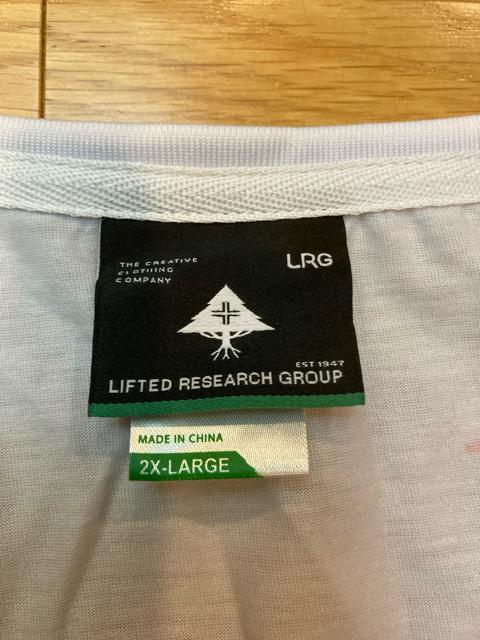 THE CREATIVE
CLOTHING
COMPANY
LRG
EST 1947
LIFTED RESEARCH GROUP
MADE IN CHINA
2X-LARGE